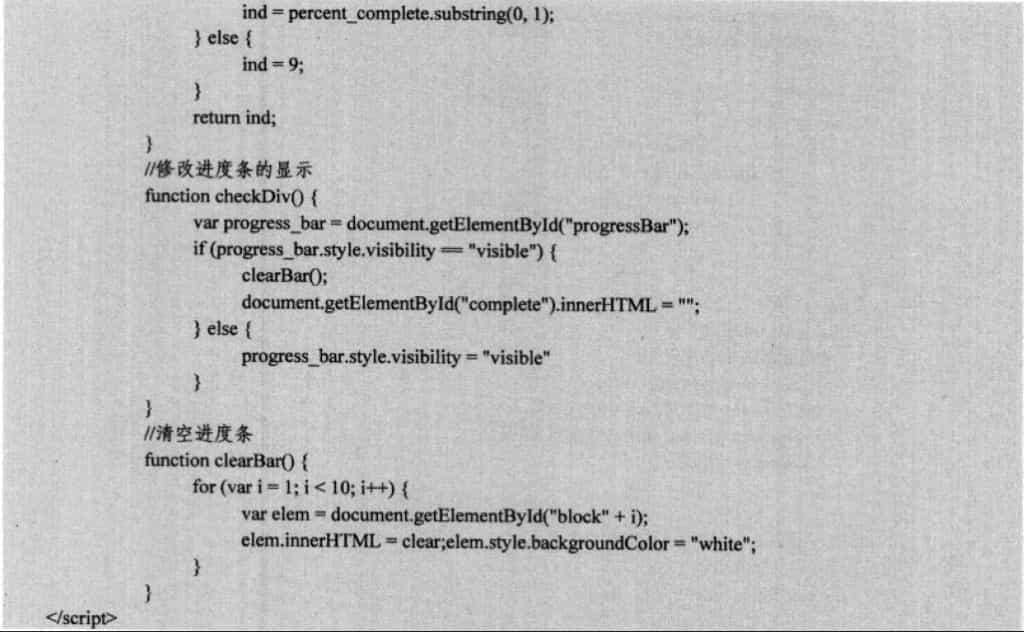 ind = percent_complete.substring(0, 1);
} else {
ind = 9;
}
return ind;
}
//修改进度条的显示
function checkDiv() {
var progress_bar = document.getElementById("progressBar");
if (progress_bar.style.visibility == "visible") {
clearBar();
document.getElementById("complete").innerHTML = "";
} else {
progress_bar.style.visibility = "visible"
}
}
//清空进度条
function clearBar() {
for (var i = 1; i < 10; i++) {
var elem = document.getElementById("block" + i);
elem.innerHTML = clear;elem.style.backgroundColor = "white";
}
}
</script>